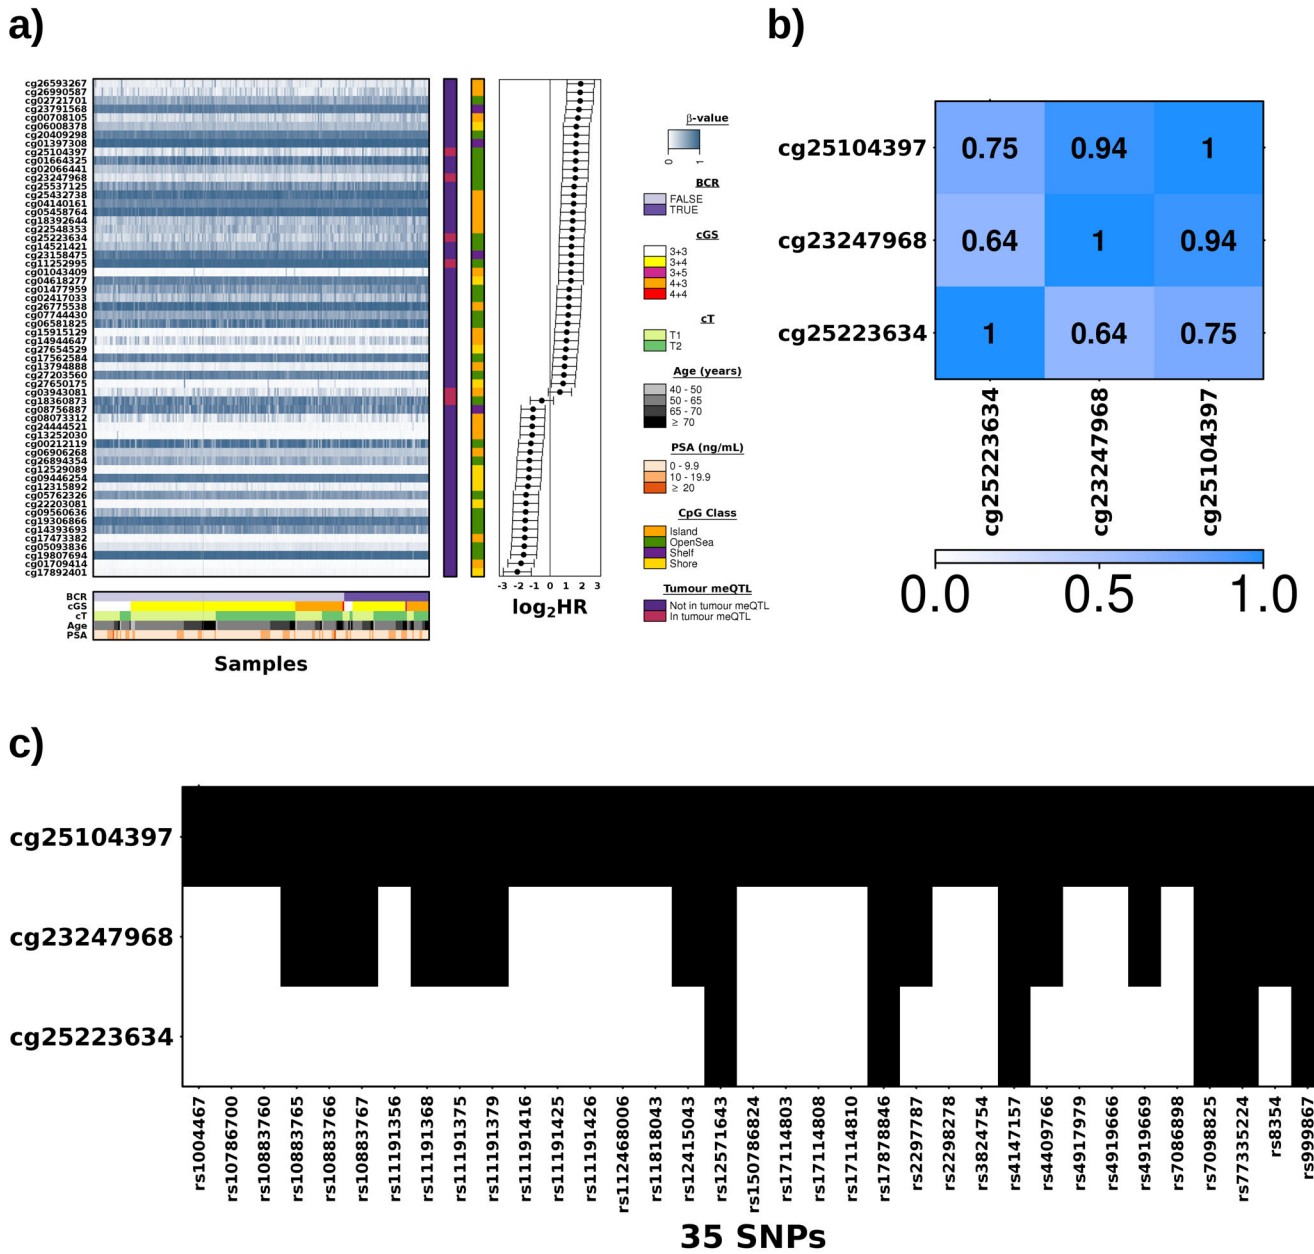 a)
cg26593267
cg26990587
cg02721701
cg23791568
cg00708105
cg06008378
cg20409298
cg01397308
cg25104397
cg01664325
cg02066441
cg23247968
cg25537125
cg25432738
cg04140161
cg05458764
cg18392644
cg22548353
cg25223634
cg14521421
cg23158475
cg11252995
cg01043409
cg04618277
cg01477959
cg02417033
cg26775538
cg07744430
cg06581825
cg15915129
cg14944647
cg27654529
cg17562584
cg13794888
cg27203560
cg27650175
cg03943081
cg18360873
cg08756887
cg08073312
cg24444521
cg13252030
cg00212119
cg06906268
cg26894354
cg12529089
cg09446254
cg12315892
cg05762326
cg22203081
cg09560636
cg19306866
cg14393693
cg17473382
cg05093836
cg19807694
cg01709414
cg17892401
BCR
cGS
cT
Age
PSA
Samples
-3 -2 -1 0 1 2 3
log2HR
β-value
0 1
BCR
FALSE
TRUE
cGS
3+3
3+4
3+5
4+3
4+4
cT
T1
T2
Age (years)
40 - 50
50 - 65
65 - 70
≥ 70
PSA (ng/mL)
0 - 9.9
10 - 19.9
≥ 20
CpG Class
Island
OpenSea
Shelf
Shore
Tumour meQTL
Not in tumour meQTL
In tumour meQTL
b)
cg25104397 0.75 0.94 1
cg23247968 0.64 1 0.94
cg25223634 1 0.64 0.75
cg25223634
cg23247968
cg25104397
0.0 0.5 1.0
c)
cg25104397
cg23247968
cg25223634
rs1004467
rs10786700
rs10883760
rs10883765
rs10883766
rs10883767
rs11191356
rs11191368
rs11191375
rs11191379
rs11191416
rs11191425
rs11191426
rs112468006
rs11818043
rs12415043
rs12571643
rs150786824
rs17114803
rs17114808
rs17114810
rs17878846
rs2297787
rs2298278
rs3824754
rs4147157
rs4409766
rs4917979
rs4919666
rs4919669
rs7086898
rs7098825
rs77335224
rs8354
rs999867
35 SNPs